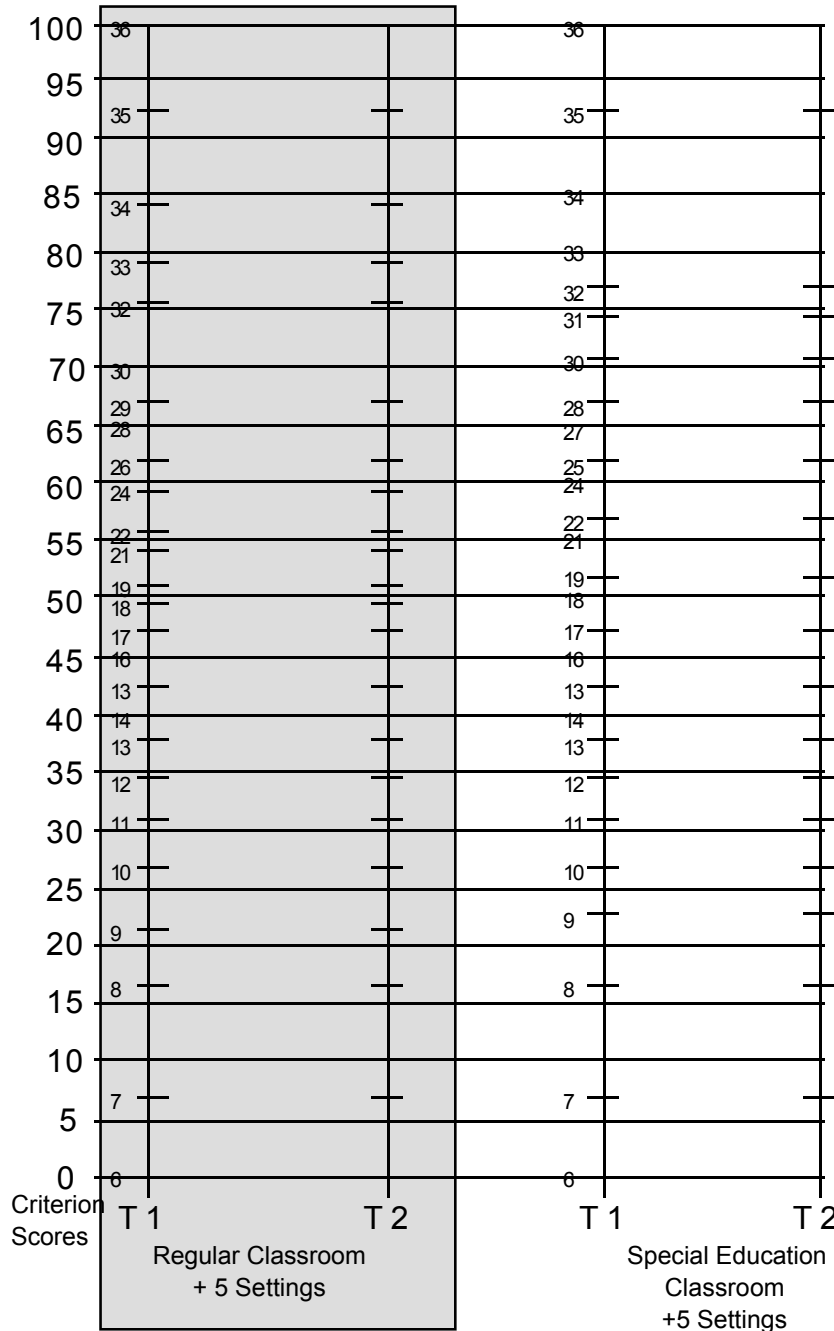 100 36 36
95
35 35
90
85 34
34
80 33
33
32
75 32 31
70 30 30
29 28
65 28 27
26 25
60 24 24
22 22
55 21 21
19 19
50 18 18
17 17
45 16 16
13 13
40 14 14
13 13
35 12 12
30 11 11
10 10
25
9 9
20
8 8
15
10
7 7
5
0 6 6
Criterion
Scores
T 1 T 2 T 1 T 2
Regular Classroom
+ 5 Settings
Special Education
Classroom
+5 Settings